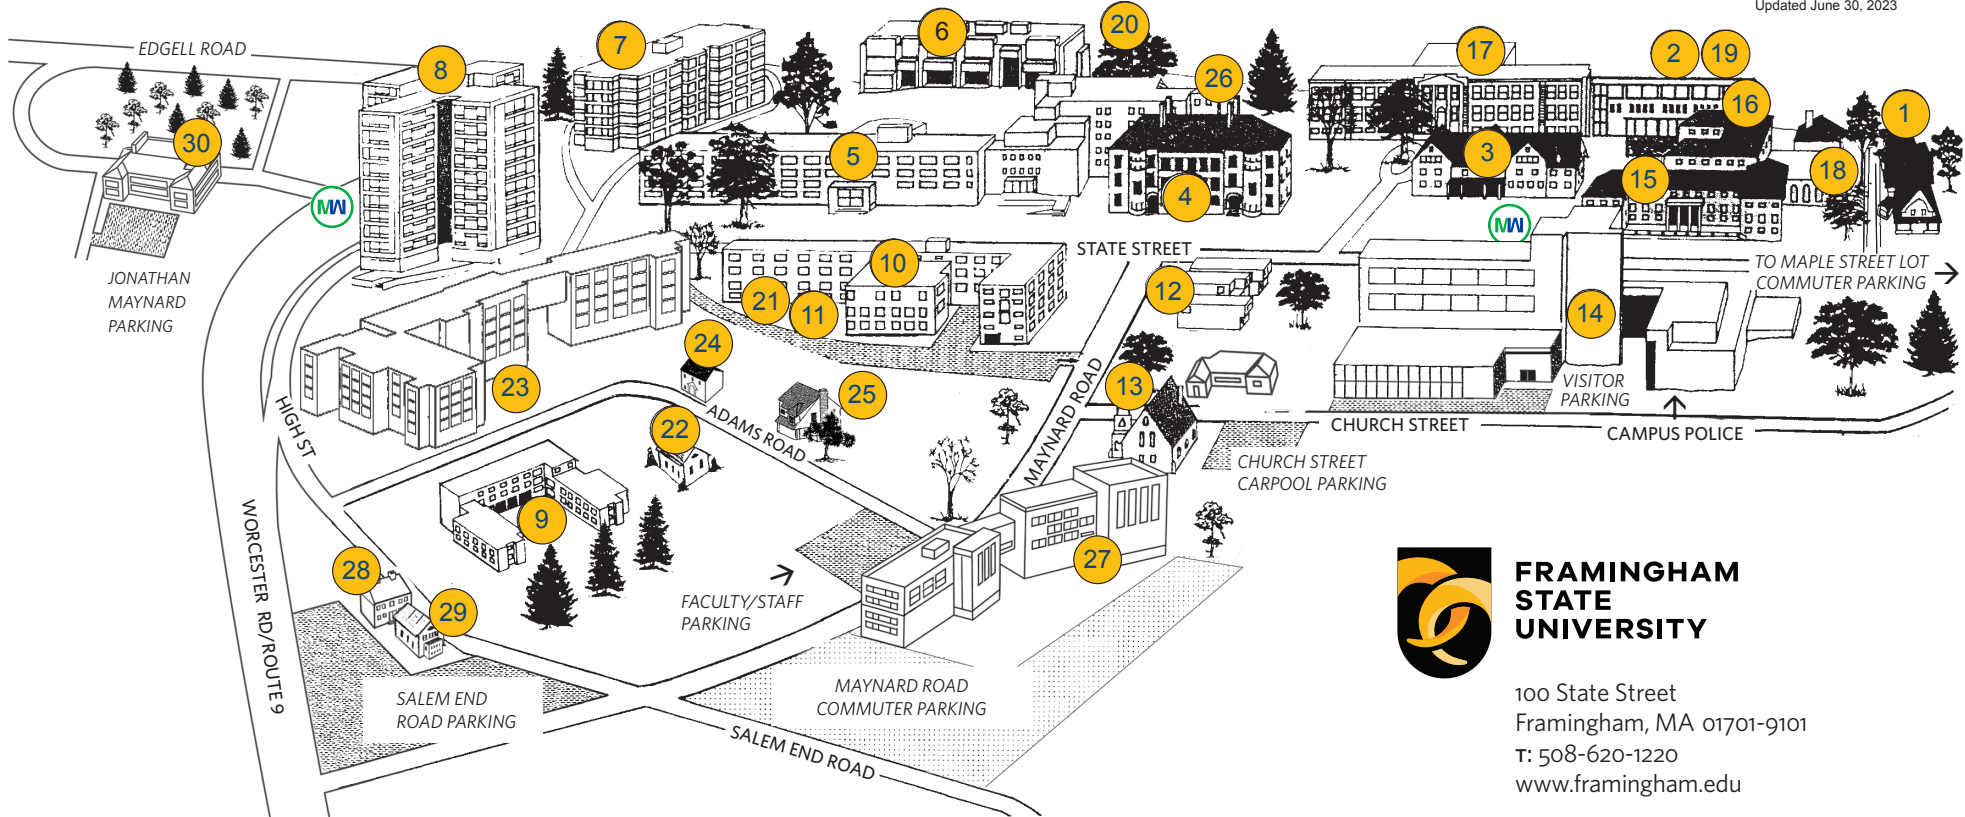 Updated June 30, 2023
EDGELL ROAD
8
7
6
20
26
17
2
19
16
1
30
MW
5
4
3
15
18
MW
JONATHAN
MAYNARD
PARKING
STATE STREET
TO MAPLE STREET LOT
COMMUTER PARKING
10
21
11
12
14
24
25
23
22
13
HIGH ST
ADAMS ROAD
MAYNARD ROAD
VISITOR
PARKING
CHURCH STREET
CAMPUS POLICE
CHURCH STREET
CARPOOL PARKING
WORCESTER RD/ROUTE 9
9
27
28
29
FACULTY/STAFF
PARKING
SALEM END
ROAD PARKING
MAYNARD ROAD
COMMUTER PARKING
SALEM END ROAD
FRAMINGHAM
STATE
UNIVERSITY
100 State Street
Framingham, MA 01701-9101
T: 508-620-1220
www.framingham.edu